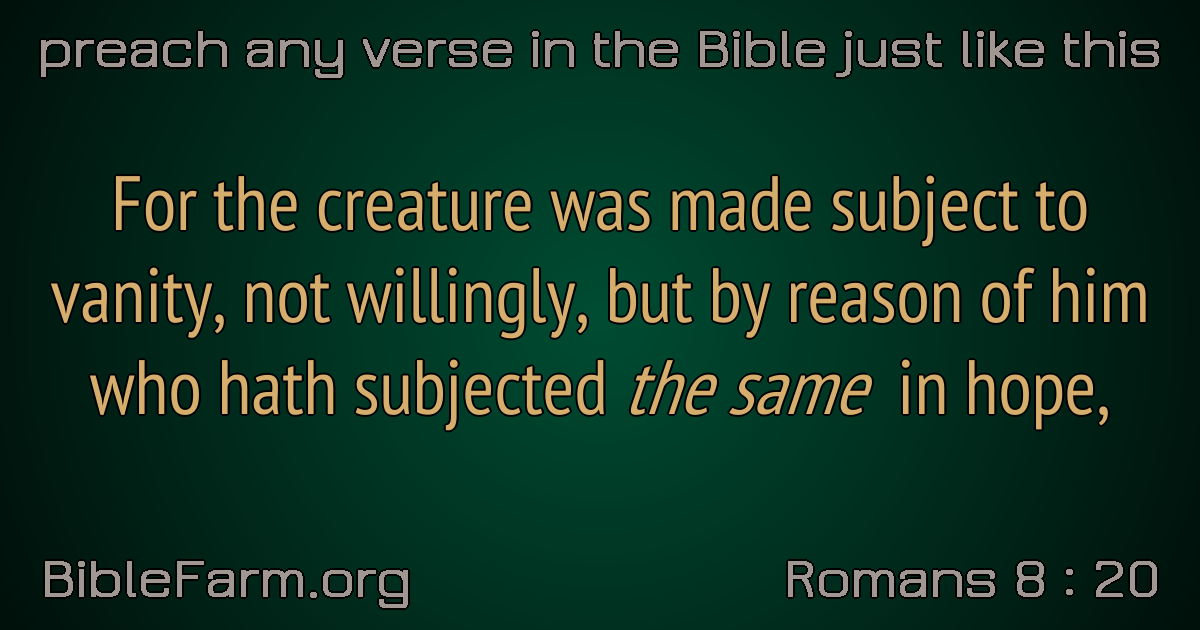 preach any verse in the Bible just like this
For the creature was made subject to
vanity, not willingly, but by reason of him
who hath subjected the same in hope,
BibleFarm.org
Romans 8 : 20